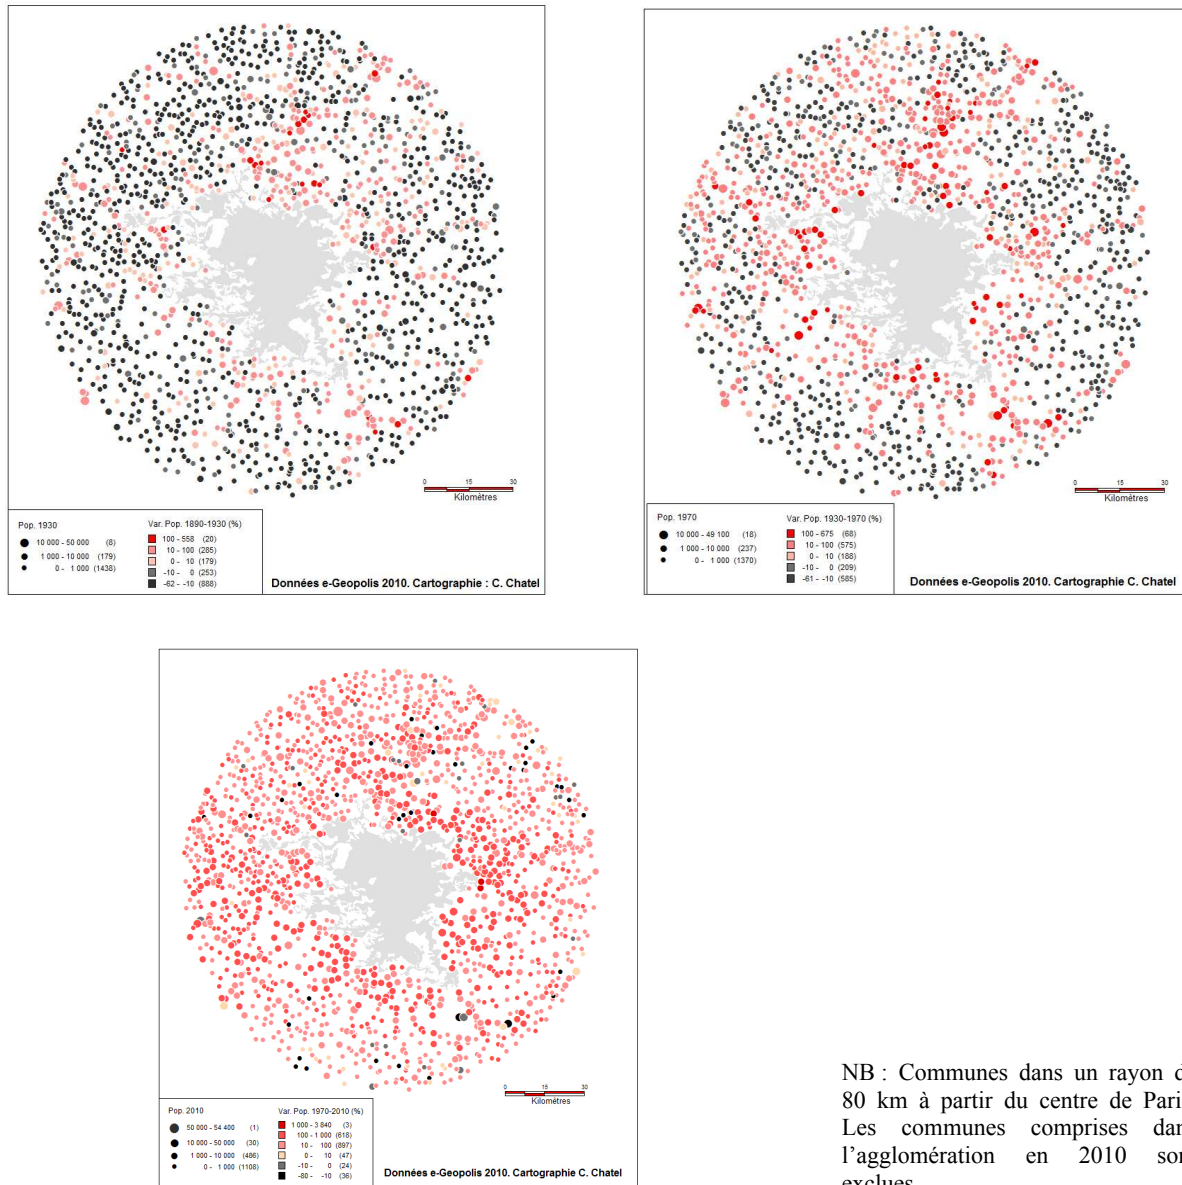 0 15 30
Kilomètres
Pop. 1930
10 000 - 50 000 (8)
1 000 - 10 000 (179)
0 - 1 000 (1438)
Var. Pop. 1890-1930 (%)
100 - 558 (20)
10 - 100 (285)
0 - 10 (179)
-10 - 0 (253)
-62 - -10 (888)
Données e-Geopolis 2010. Cartographie : C. Chatel
0 15 30
Kilomètres
Pop. 1970
10 000 - 49 100 (18)
1 000 - 10 000 (237)
0 - 1 000 (1370)
Var. Pop. 1930-1970 (%)
100 - 675 (68)
10 - 100 (575)
0 - 10 (188)
-10 - 0 (209)
-61 - -10 (585)
Données e-Geopolis 2010. Cartographie C. Chatel
0 15 30
Kilomètres
Pop. 2010
50 000 - 54 400 (1)
10 000 - 50 000 (30)
1 000 - 10 000 (486)
0 - 1 000 (1108)
Var. Pop. 1970-2010 (%)
1 000 - 3 840 (3)
100 - 1 000 (618)
10 - 100 (897)
0 - 10 (47)
-10 - 0 (24)
-80 - -10 (36)
Données e-Geopolis 2010. Cartographie C. Chatel
NB : Communes dans un rayon d
80 km à partir du centre de Pari
Les communes comprises dan
l'agglomération en 2010 son
exclues